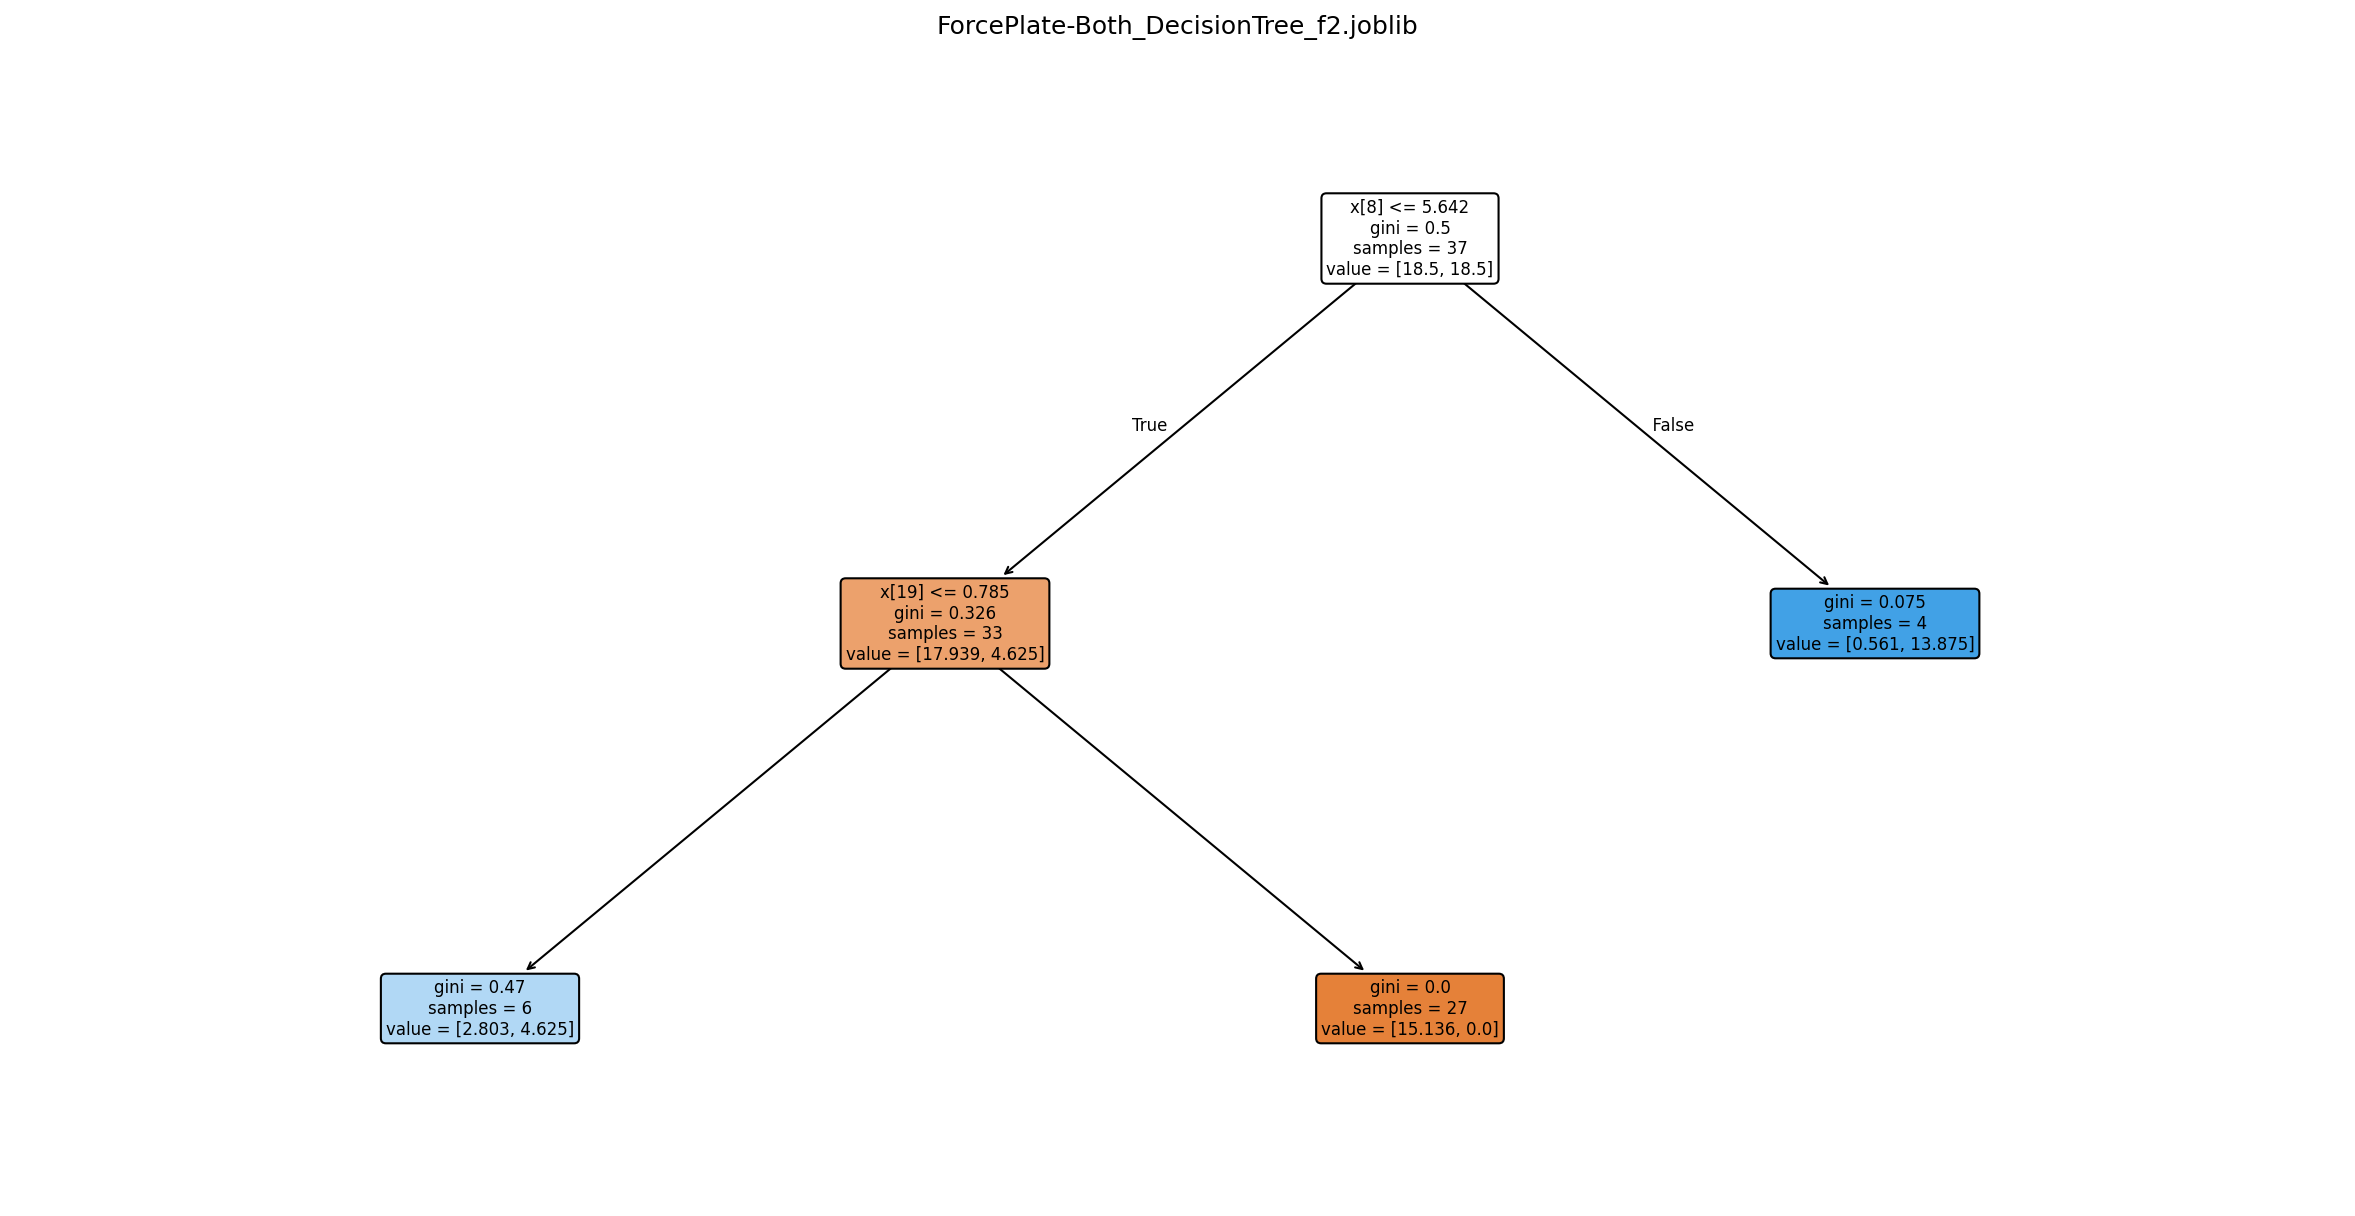 ForcePlate-Both_DecisionTree_f2.joblib
x[8] <= 5.642
gini = 0.5
samples = 37
value = [18.5, 18.5]
True
False
x[19] <= 0.785
gini = 0.326
samples = 33
value = [17.939, 4.625]
gini = 0.075
samples = 4
value = [0.561, 13.875]
gini = 0.47
samples = 6
value = [2.803, 4.625]
gini = 0.0
samples = 27
value = [15.136, 0.0]